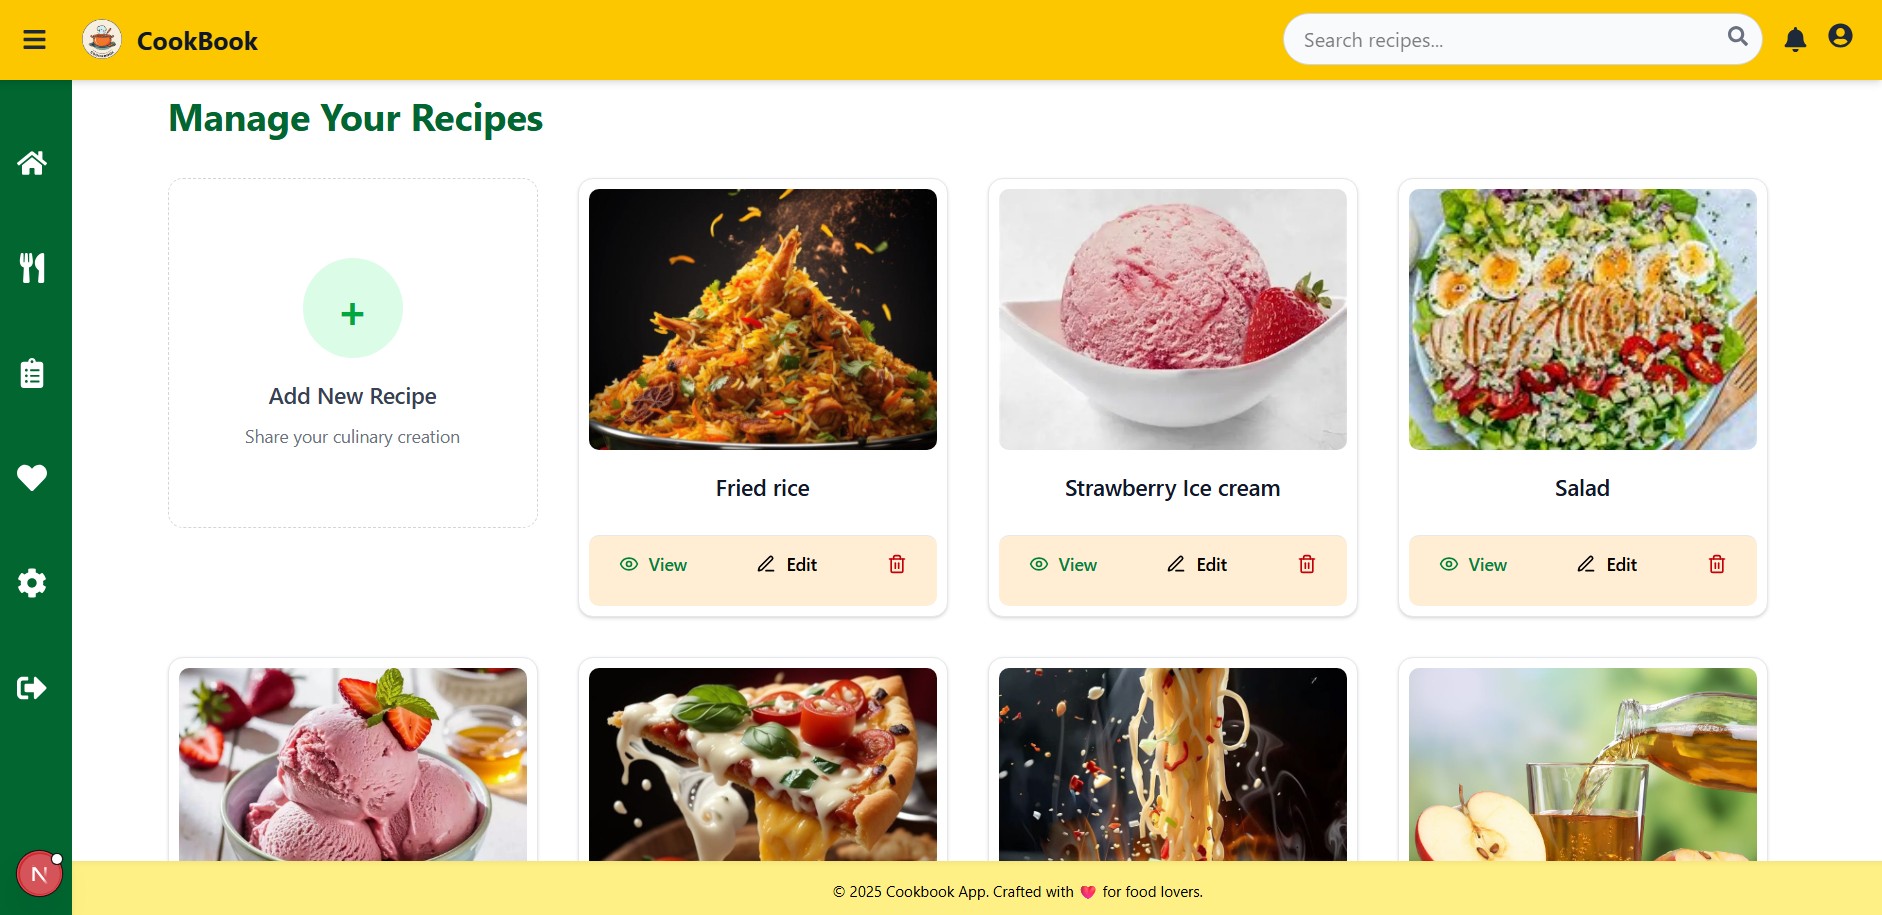 CookBook
Search recipes...
Manage Your Recipes
+
Add New Recipe
Share your culinary creation
Fried rice
View Edit
Strawberry Ice cream
View Edit
Salad
View Edit
N
© 2025 Cookbook App. Crafted with 💖 for food lovers.